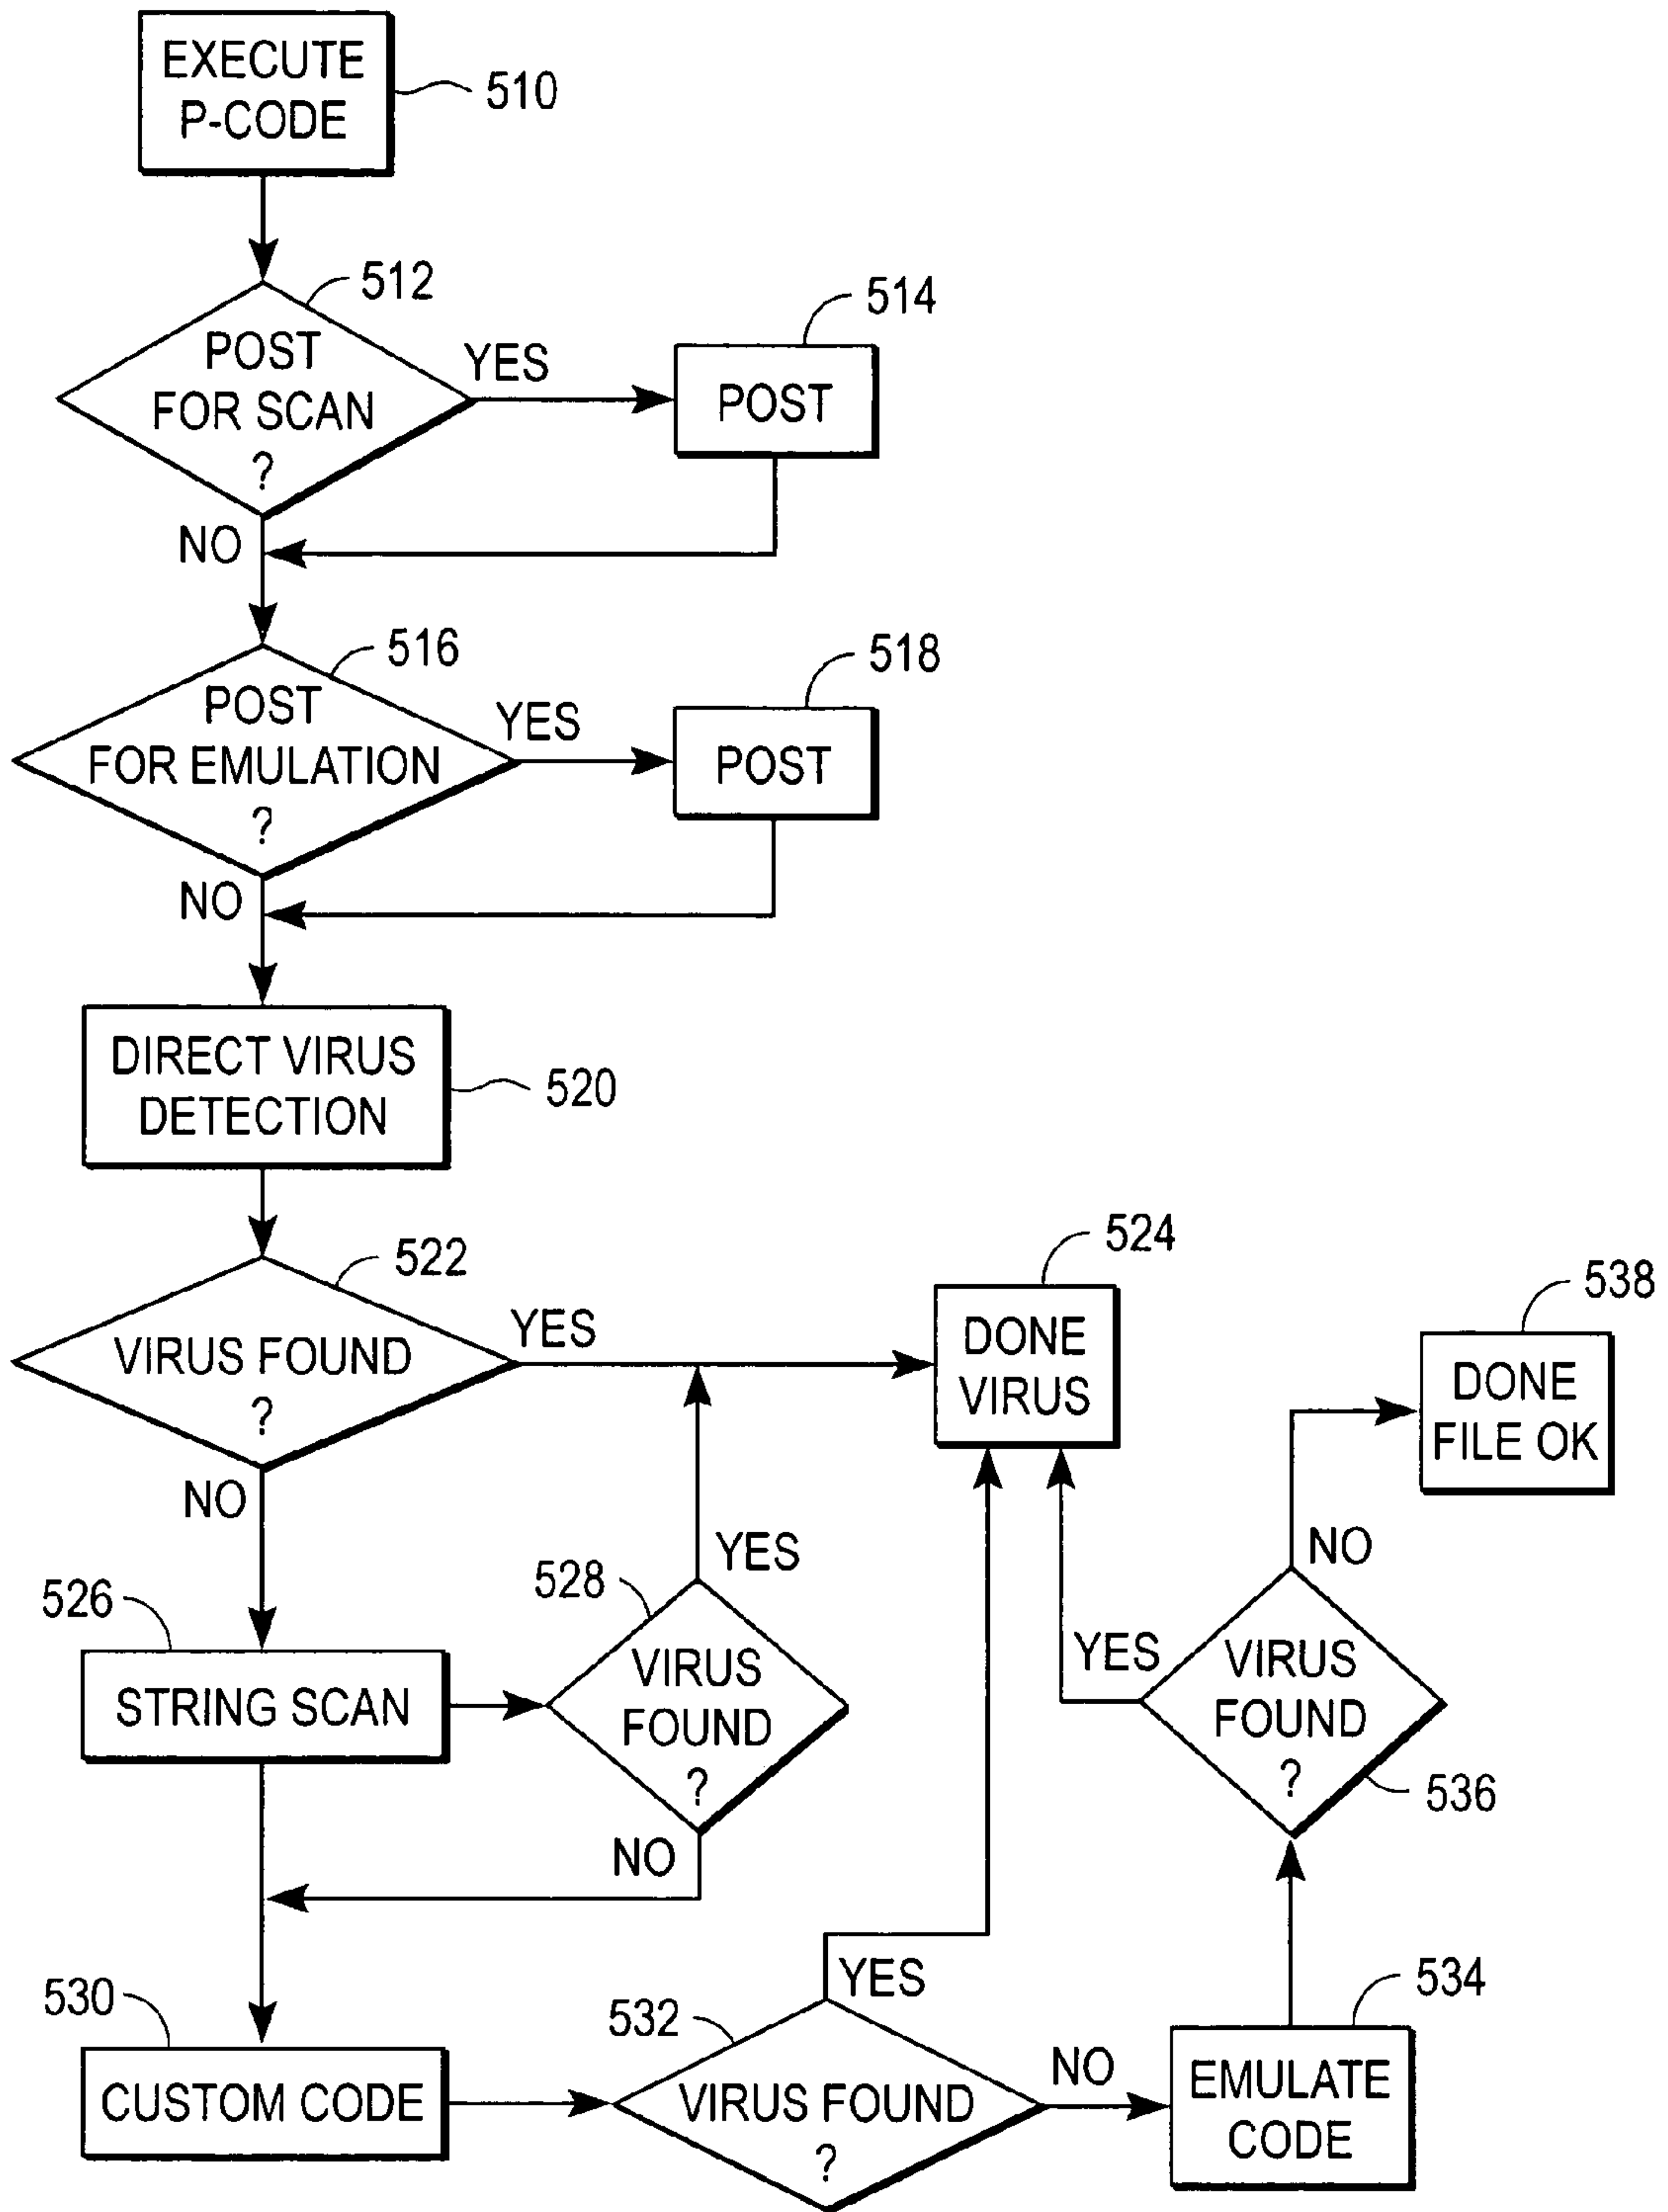 EXECUTE
P-CODE
510
512
POST
FOR SCAN
?
YES
514
POST
NO
516
POST
FOR EMULATION
?
YES
518
POST
NO
DIRECT VIRUS
DETECTION
520
522
VIRUS FOUND
?
YES
524
DONE
VIRUS
538
DONE
FILE OK
NO
526
STRING SCAN
528
YES
VIRUS
FOUND
?
NO
YES
NO
VIRUS
FOUND
?
536
530
CUSTOM CODE
532
YES
VIRUS FOUND
?
NO
534
EMULATE
CODE